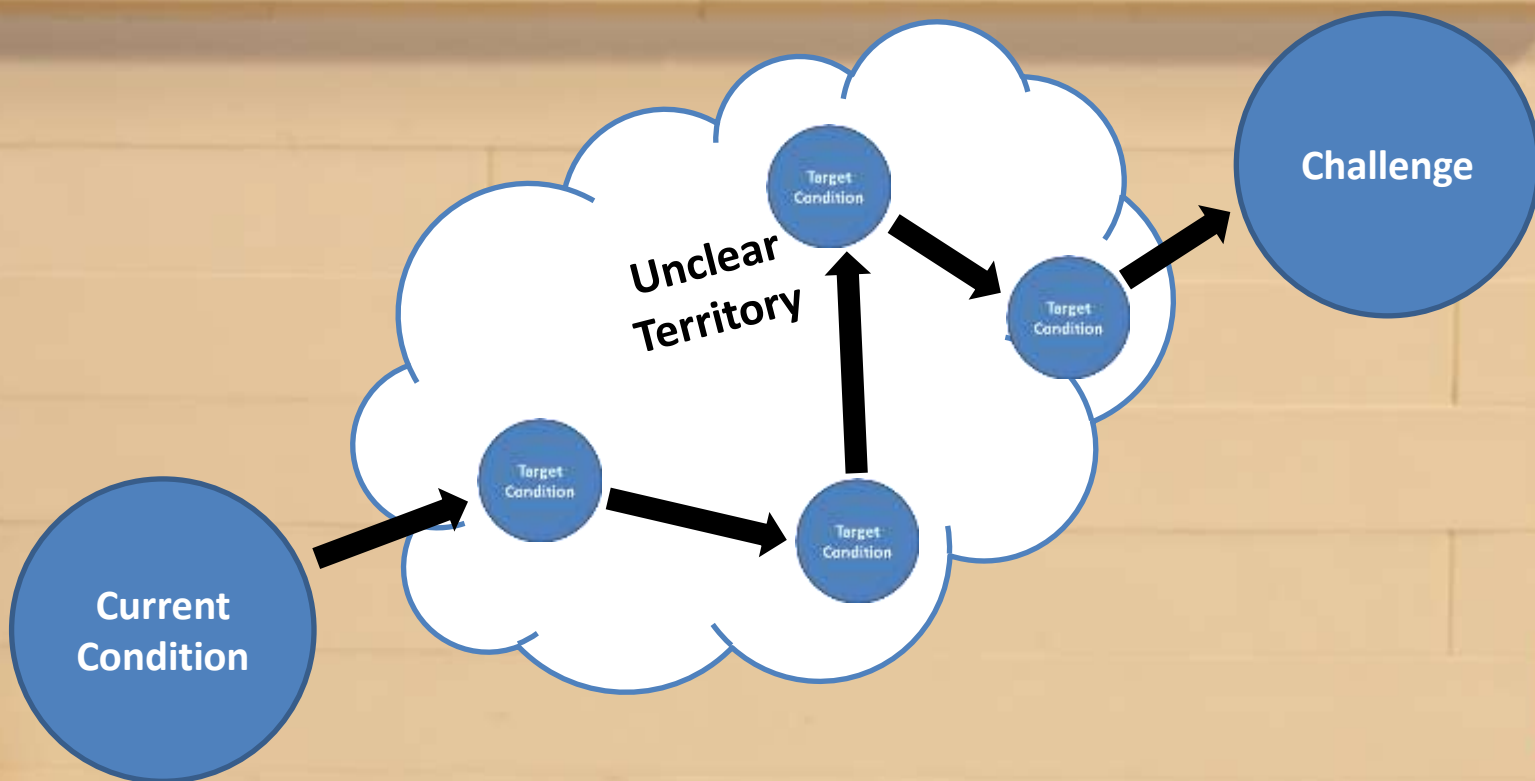 Target
Condition
Challenge
Unclear
Territory
Target
Condition
Target
Condition
Target
Condition
Current
Condition